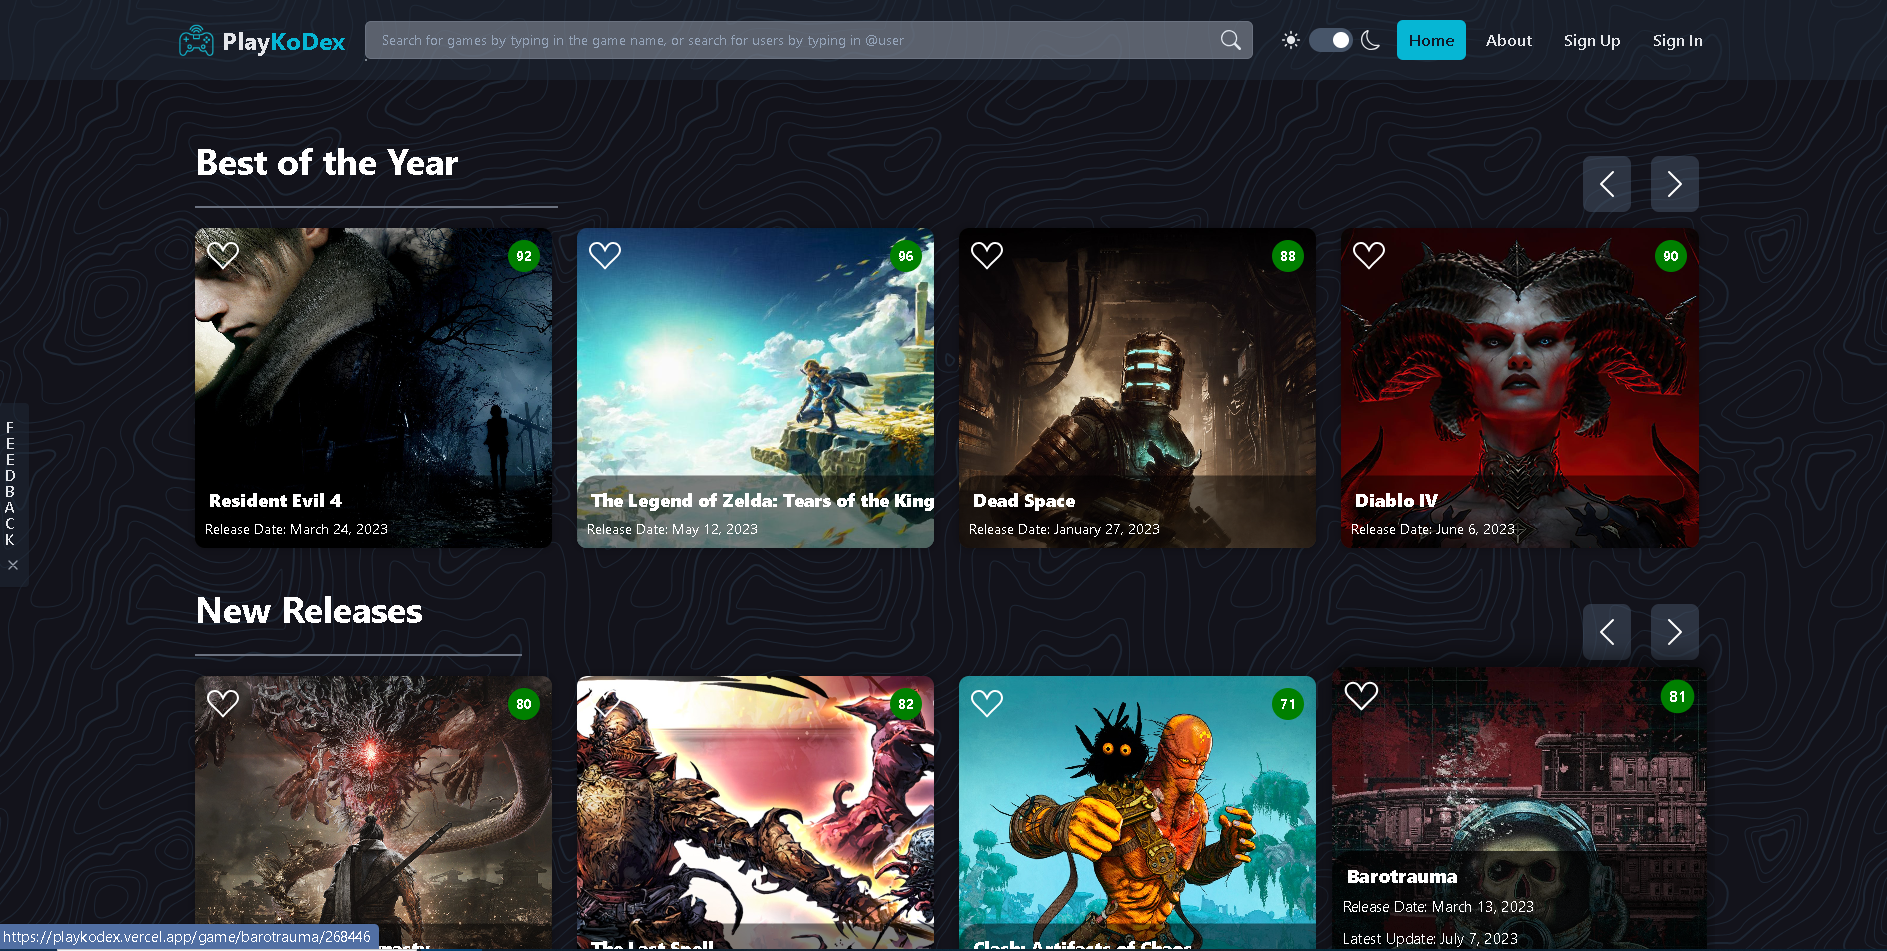 PlayKoDex
Search for games by typing in the game name, or search for users by typing in @user
Home
About
Sign Up
Sign In
Best of the Year
92
96
88
90
Resident Evil 4
Release Date: March 24, 2023
The Legend of Zelda: Tears of the King
Release Date: May 12, 2023
Dead Space
Release Date: January 27, 2023
Diablo IV
Release Date: June 6, 2023
FEEDBACK
New Releases
80
82
71
81
Barotrauma
Release Date: March 13, 2023
Latest Update: July 7, 2023
The Last Spell
Clash: Artifacts of Chaos
https://playkodex.vercel.app/game/barotrauma/268446